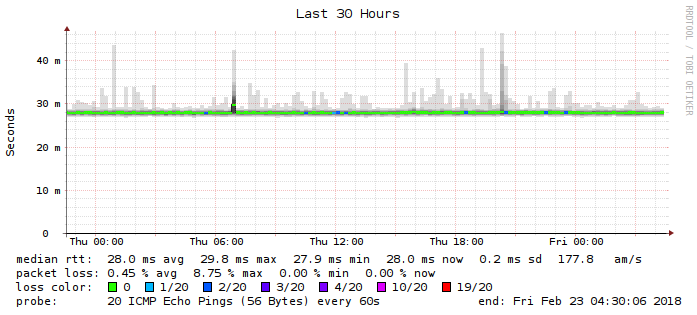 Last 30 Hours
RRDTOOL / TOBI OETIKER
Seconds
40 m
30 m
20 m
10 m
0
Thu 00:00 Thu 06:00 Thu 12:00 Thu 18:00 Fri 00:00
median rtt: 28.0 ms avg 29.8 ms max 27.9 ms min 28.0 ms now 0.2 ms sd 177.8 am/s
packet loss: 0.45 % avg 8.75 % max 0.00 % min 0.00 % now
loss color: 0 1/20 2/20 3/20 4/20 10/20 19/20
probe: 20 ICMP Echo Pings (56 Bytes) every 60s end: Fri Feb 23 04:30:06 2018